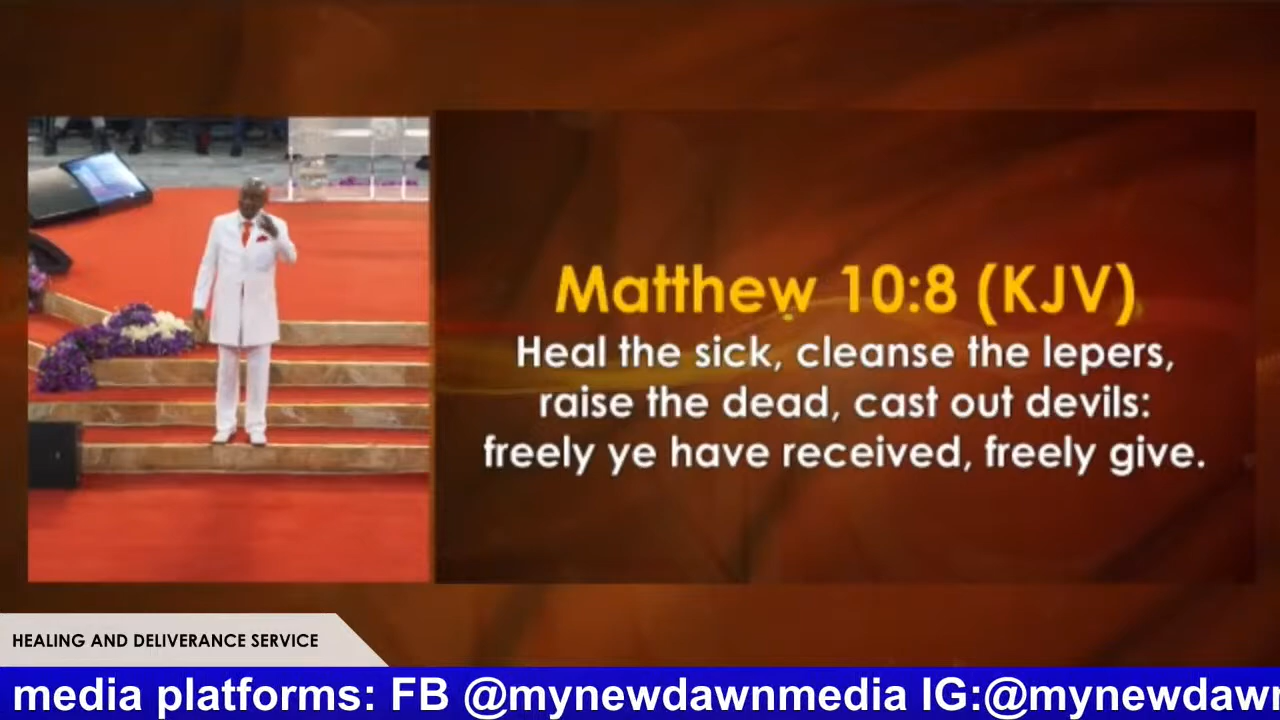 Matthew 10:8 (KJV)
Heal the sick, cleanse the lepers,
raise the dead, cast out devils:
freely ye have received, freely give.
HEALING AND DELIVERANCE SERVICE
media platforms: FB @mynewdawnmedia IG:@mynewdawn